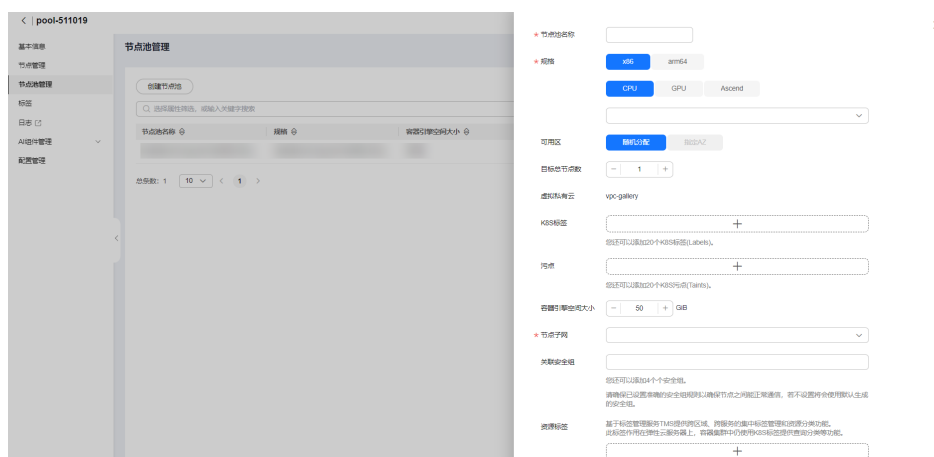 < | pool-511019
基本信息
节点管理
节点池管理
标签
日志
AI组件管理
配置管理
节点池管理
创建节点池
选择属性筛选，或输入关键字搜索
节点池名称 规格 容器引擎空间大小
总条数：1 10 < 1 >
* 节点池名称
* 规格 x86 arm64
CPU GPU Ascend
可用区 随机分配 指定AZ
目标总节点数 - 1 +
虚拟私有云 vpc-gallery
K8S标签 +
您还可以添加20个K8S标签(Labels)。
污点 +
您还可以添加20个K8S污点(Taints)。
容器引擎空间大小 - 50 + GiB
* 节点子网
关联安全组
您还可以添加4个个安全组。
请确保已设置准确的安全组规则以确保节点之间能正常通信，若不设置将会使用默认生成
的安全组。
资源标签 基于标签管理服务TMS提供跨区域、跨服务的集中标签管理和资源分类功能。
此标签作用在弹性云服务器上，容器集群中仍使用K8S标签提供查询分类等功能。
+